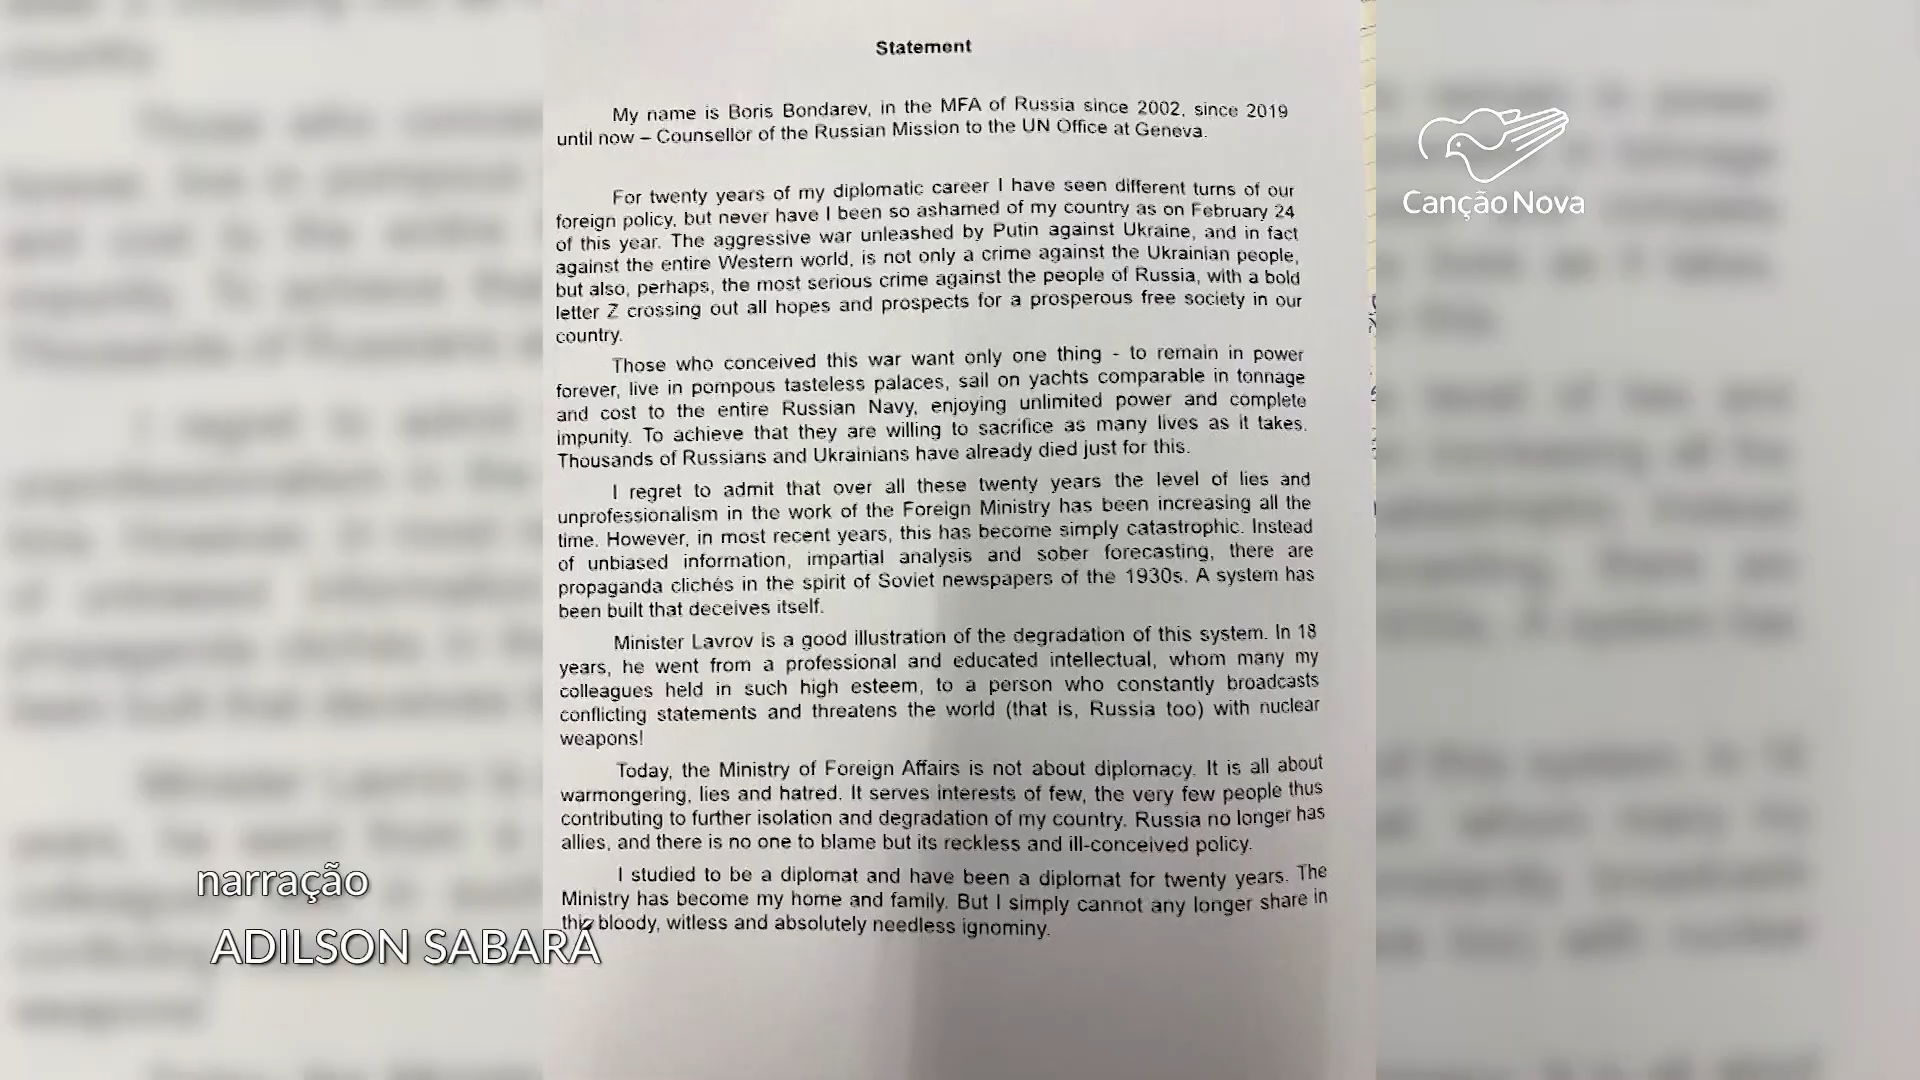 Statement
My name is Boris Bondarev, in the MFA of Russia since 2002, since 2019
until now – Counsellor of the Russian Mission to the UN Office at Geneva.
For twenty years of my diplomatic career I have seen different turns of our
foreign policy, but never have I been so ashamed of my country as on February 24
of this year. The aggressive war unleashed by Putin against Ukraine, and in fact
against the entire Western world, is not only a crime against the Ukrainian people,
but also, perhaps, the most serious crime against the people of Russia, with a bold
letter Z crossing out all hopes and prospects for a prosperous free society in our
country.
Those who conceived this war want only one thing - to remain in power
forever, live in pompous tasteless palaces, sail on yachts comparable in tonnage
and cost to the entire Russian Navy, enjoying unlimited power and complete
impunity. To achieve that they are willing to sacrifice as many lives as it takes.
Thousands of Russians and Ukrainians have already died just for this.
I regret to admit that over all these twenty years the level of lies and
unprofessionalism in the work of the Foreign Ministry has been increasing all the
time. However, in most recent years, this has become simply catastrophic. Instead
of unbiased information, impartial analysis and sober forecasting, there are
propaganda clichés in the spirit of Soviet newspapers of the 1930s. A system has
been built that deceives itself.
Minister Lavrov is a good illustration of the degradation of this system. In 18
years, he went from a professional and educated intellectual, whom many my
colleagues held in such high esteem, to a person who constantly broadcasts
conflicting statements and threatens the world (that is, Russia too) with nuclear
weapons!
Today, the Ministry of Foreign Affairs is not about diplomacy. It is all about
warmongering, lies and hatred. It serves interests of few, the very few people thus
contributing to further isolation and degradation of my country. Russia no longer has
allies, and there is no one to blame but its reckless and ill-conceived policy.
I studied to be a diplomat and have been a diplomat for twenty years. The
Ministry has become my home and family. But I simply cannot any longer share in
this bloody, witless and absolutely needless ignominy.
Canção Nova
narração
ADILSON SABARÁ